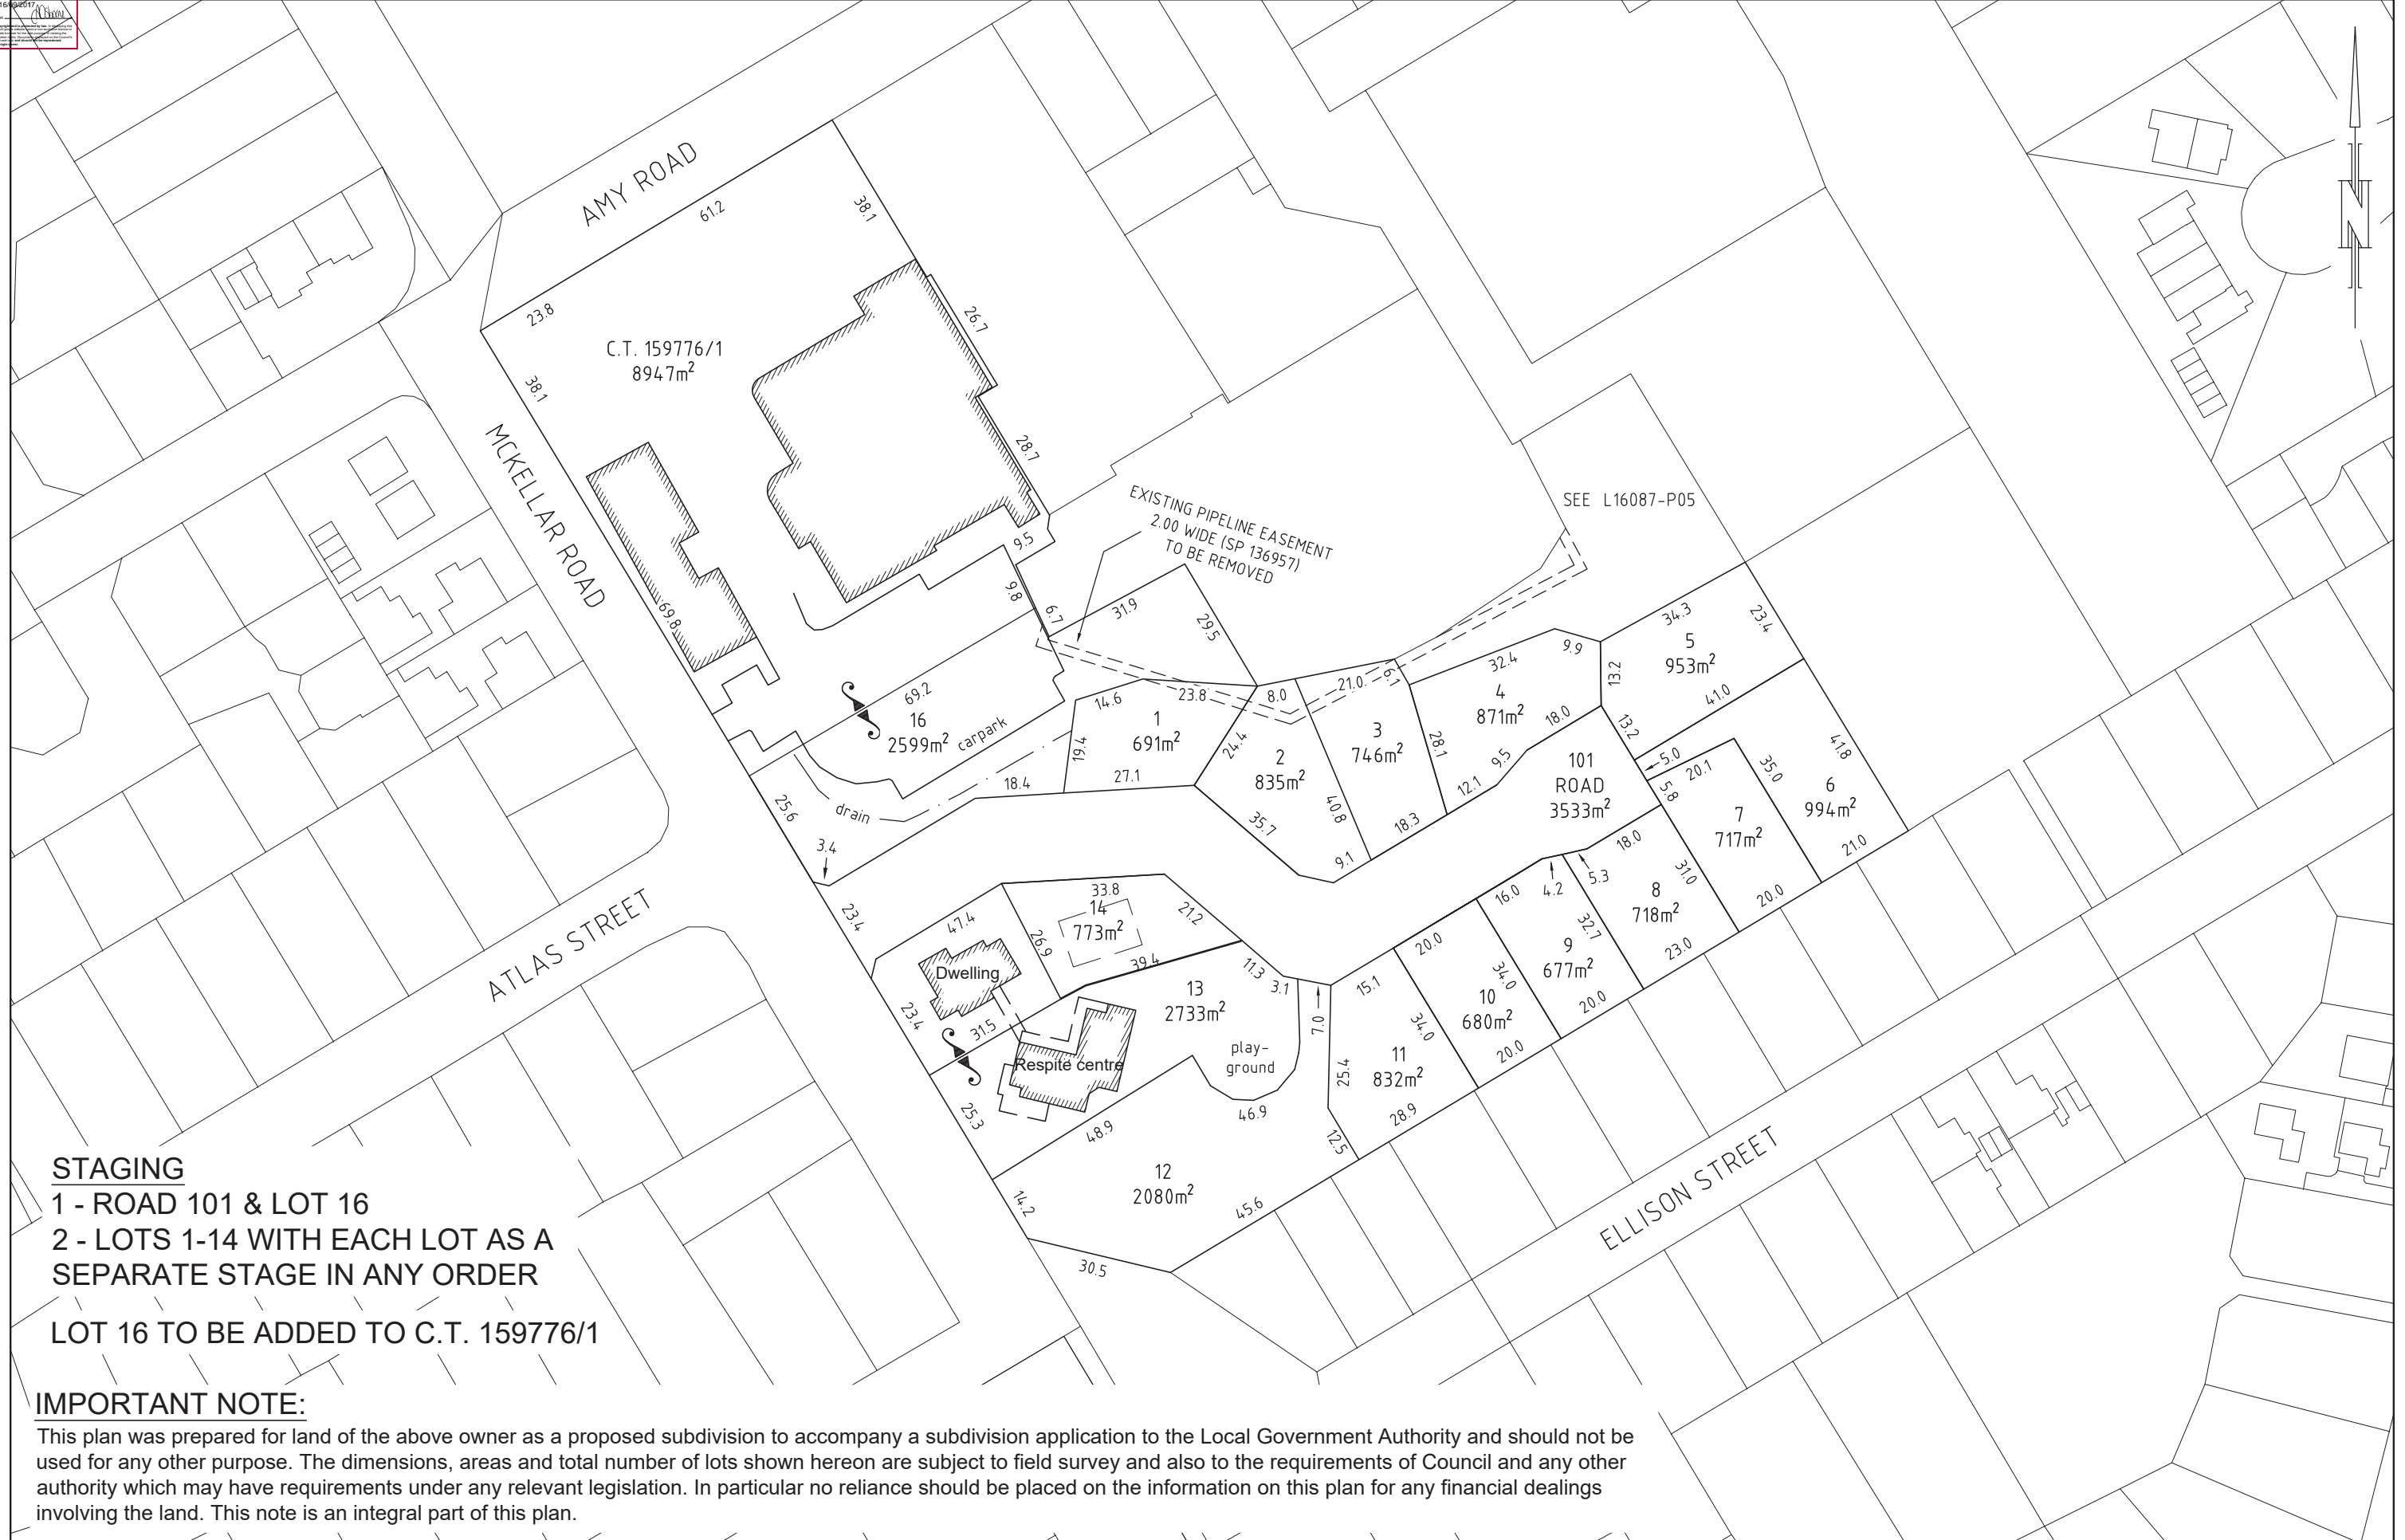 16/09/2017
AMY ROAD
61.2
38.1
23.8
C.T. 159776/1
8947m²
26.7
38.1
MCKELLAR ROAD
28.7
EXISTING PIPELINE EASEMENT
2.00 WIDE (SP 136957)
TO BE REMOVED
SEE L16087-P05
N
9.5
9.8
6.7
69.8
31.9
29.5
34.3
23.4
5
953m²
9.9
13.2
32.4
6.1
21.0
8.0
23.8
14.6
69.2
16
2599m²
carpark
1
691m²
19.4
27.1
24.4
2
835m²
3
746m²
4
871m²
28.1
18.0
9.5
12.1
13.2
41.0
5.0
20.1
5.8
35.0
41.8
6
994m²
101
ROAD
3533m²
18.4
drain
25.6
3.4
35.7
40.8
18.3
9.1
7
717m²
21.0
18.0
31.0
20.0
8
718m²
5.3
4.2
16.0
32.7
23.0
9
677m²
20.0
34.0
20.0
10
680m²
20.0
15.1
34.0
11
832m²
28.9
25.4
12.5
7.0
3.1
11.3
23.4
47.4
33.8
14
773m²
21.2
26.9
39.4
Dwelling
23.4
31.5
13
2733m²
Respite centre
play-
ground
46.9
25.3
48.9
12
2080m²
14.2
45.6
30.5
ATLAS STREET
ELLISON STREET
STAGING
1 - ROAD 101 & LOT 16
2 - LOTS 1-14 WITH EACH LOT AS A
SEPARATE STAGE IN ANY ORDER
LOT 16 TO BE ADDED TO C.T. 159776/1
IMPORTANT NOTE:
This plan was prepared for land of the above owner as a proposed subdivision to accompany a subdivision application to the Local Government Authority and should not be
used for any other purpose. The dimensions, areas and total number of lots shown hereon are subject to field survey and also to the requirements of Council and any other
authority which may have requirements under any relevant legislation. In particular no reliance should be placed on the information on this plan for any financial dealings
involving the land. This note is an integral part of this plan.